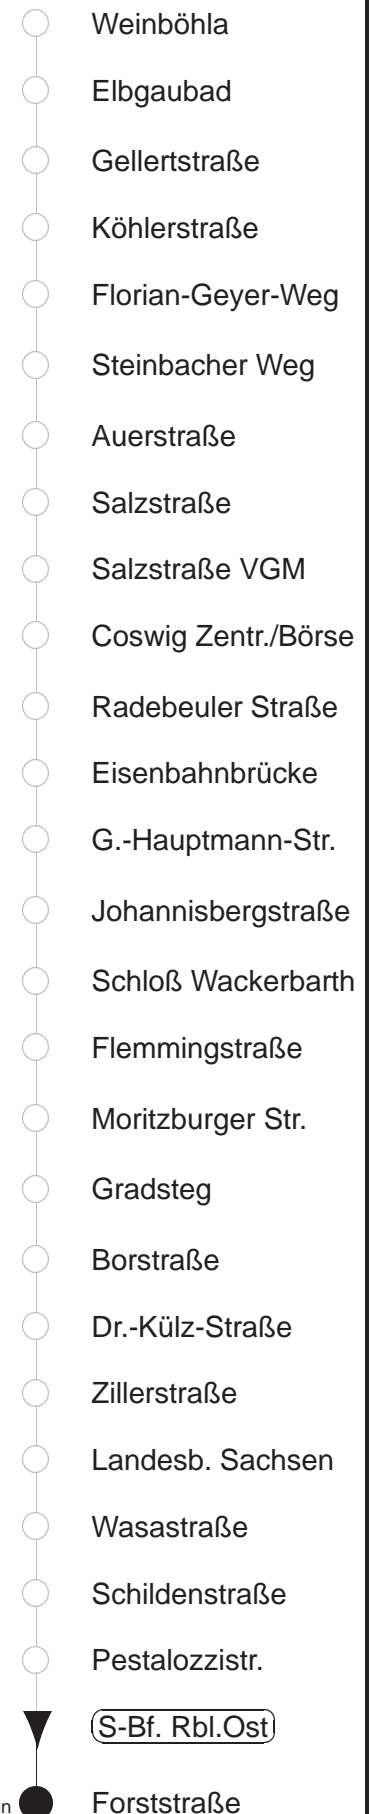 Weinböhla
Elbgaubad
Gellertstraße
Köhlerstraße
Florian-Geyer-Weg
Steinbacher Weg
Auerstraße
Salzstraße
Salzstraße VGM
Coswig Zentr./Börse
Radebeuler Straße
Eisenbahnbrücke
G.-Hauptmann-Str.
Johannisbergstraße
Schloß Wackerbarth
Flemmingstraße
Moritzburger Str.
Gradsteg
Borstraße
Dr.-Külz-Straße
Zillerstraße
Landesb. Sachsen
Wasastraße
Schildenstraße
Pestalozzistr.
S-Bf. Rbl.Ost
Forststraße